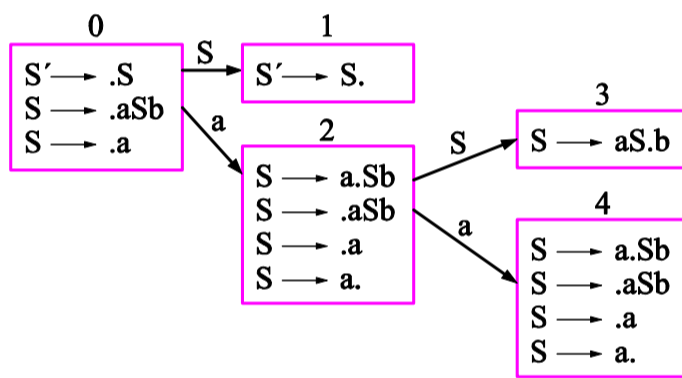 0
S´ → .S
S → .aSb
S → .a
S
a
1
S´ → S.
2
S → a.Sb
S → .aSb
S → .a
S → a.
S
a
3
S → aS.b
4
S → a.Sb
S → .aSb
S → .a
S → a.